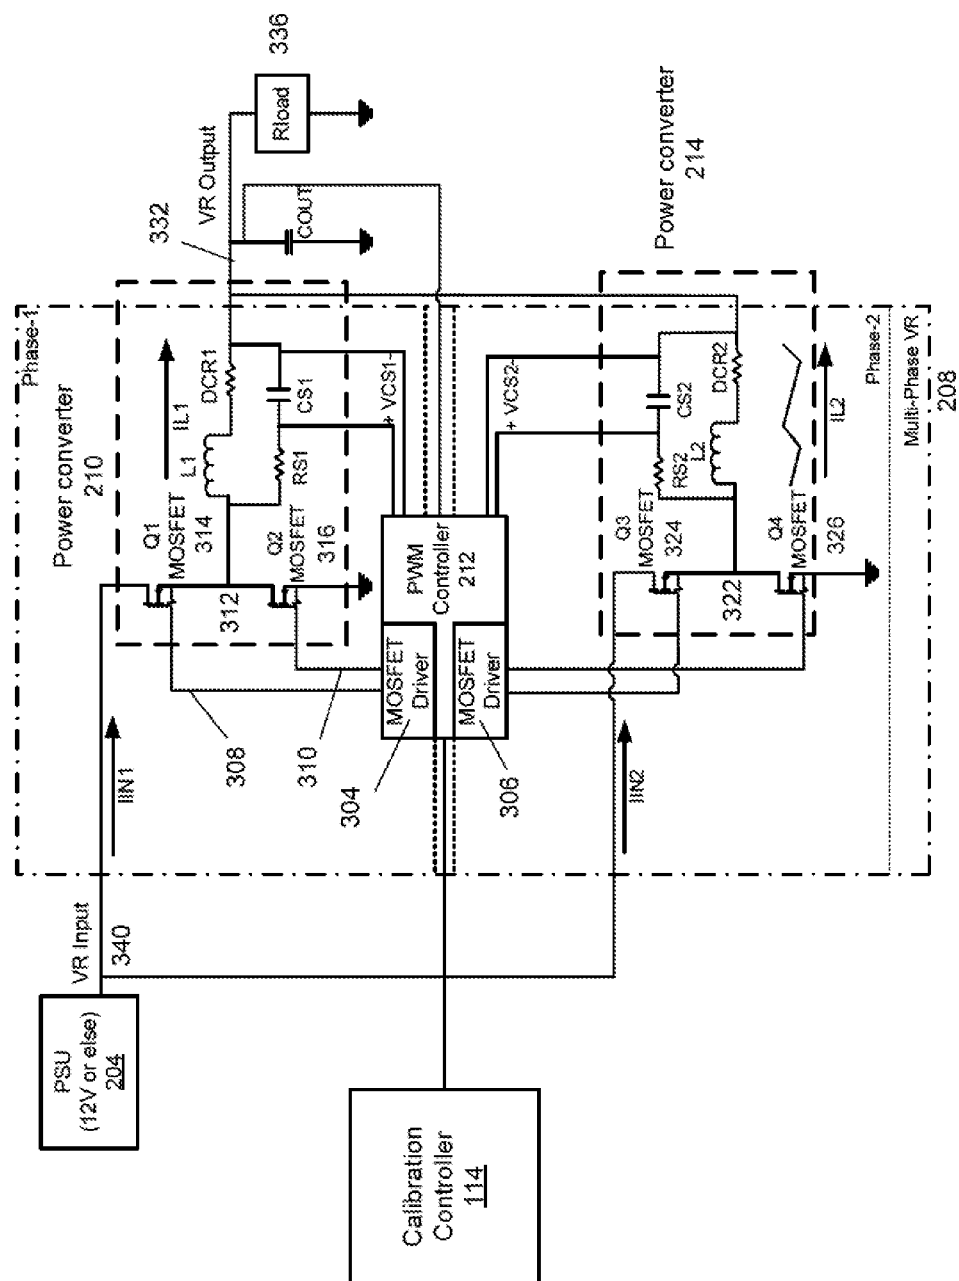 PSU
(12V or else)
204
VR Input
340
IIN1
Phase-1
Power converter
210
Q1
MOSFET
314
312
Q2
MOSFET
316
L1
IL1
DCR1
RS1
CS1
+ VCS1-
332
VR Output
COUT
Rload
336
308
310
304
306
MOSFET
Driver
MOSFET
Driver
PWM
Controller
212
Calibration
Controller
114
IIN2
Power converter
214
Q3
MOSFET
324
322
Q4
MOSFET
326
RS2
L2
CS2
DCR2
+ VCS2-
IL2
Phase-2
Multi-Phase VR
208